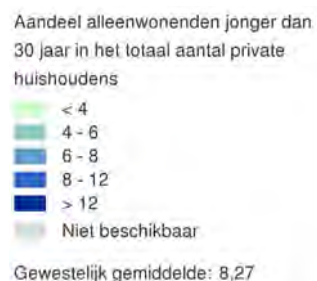 Aandeel alleenwonenden jonger dan
30 jaar in het totaal aantal private
huishoudens
< 4
4 - 6
6 - 8
8 - 12
> 12
Niet beschikbaar
Gewestelijk gemiddelde: 8,27